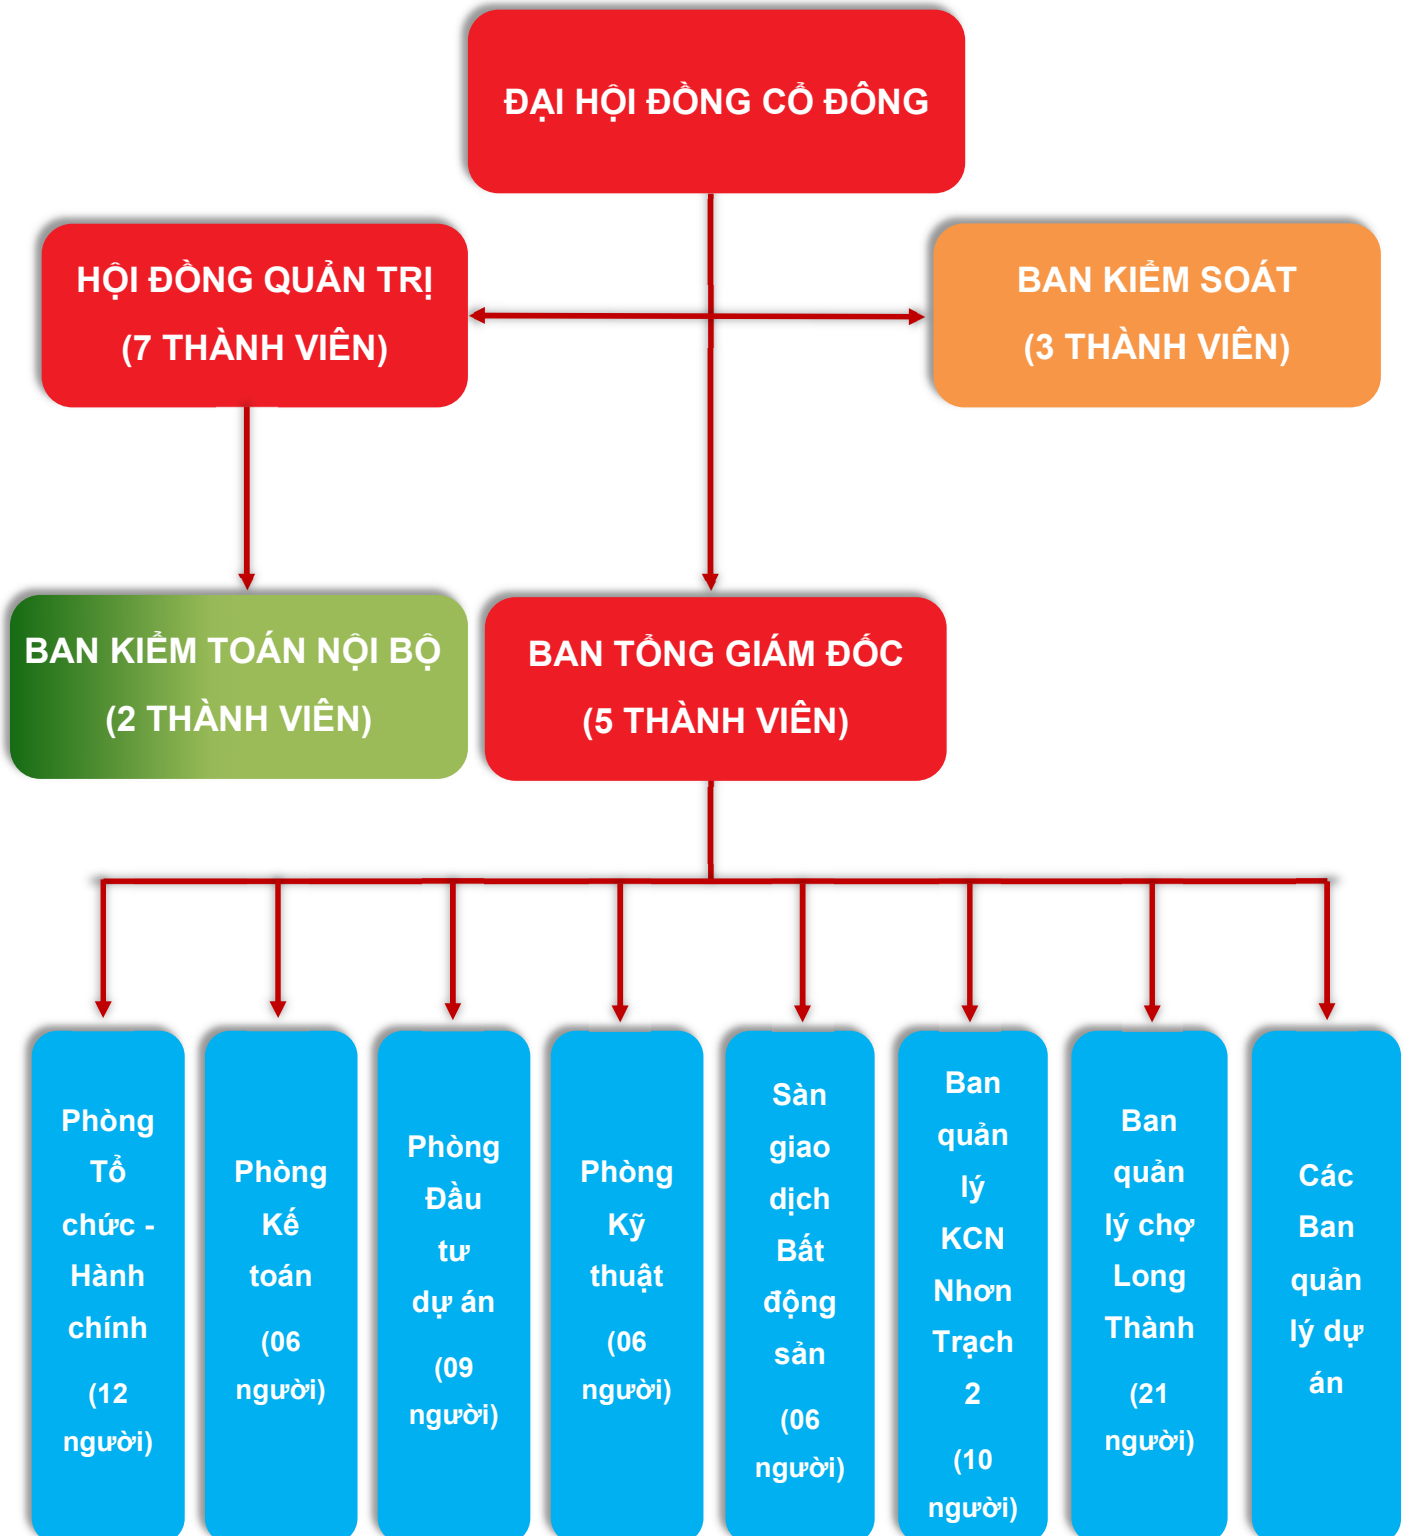 ĐẠI HỘI ĐỒNG CỔ ĐÔNG
HỘI ĐỒNG QUẢN TRỊ
(7 THÀNH VIÊN)
BAN KIỂM SOÁT
(3 THÀNH VIÊN)
BAN KIỂM TOÁN NỘI BỘ
(2 THÀNH VIÊN)
BAN TỔNG GIÁM ĐỐC
(5 THÀNH VIÊN)
Phòng
Tổ
chức -
Hành
chính
(12
người)
Phòng
Kế
toán
(06
người)
Phòng
Đầu
tư
dự án
(09
người)
Phòng
Kỹ
thuật
(06
người)
Sàn
giao
dịch
Bất
động
sản
(06
người)
Ban
quản
lý
KCN
Nhơn
Trạch
2
(10
người)
Ban
quản
lý chợ
Long
Thành
(21
người)
Các
Ban
quản
lý dự
án